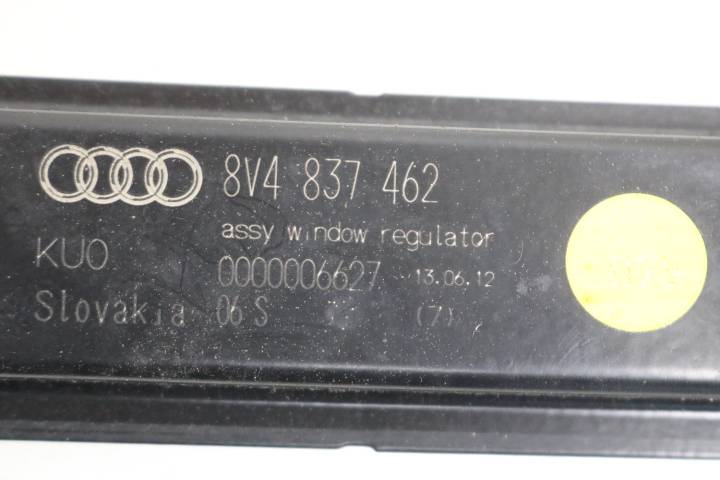 8V4 837 462
assy window regulator
KUO 0000006627 13.06.12
Slovakia 06 S (7)